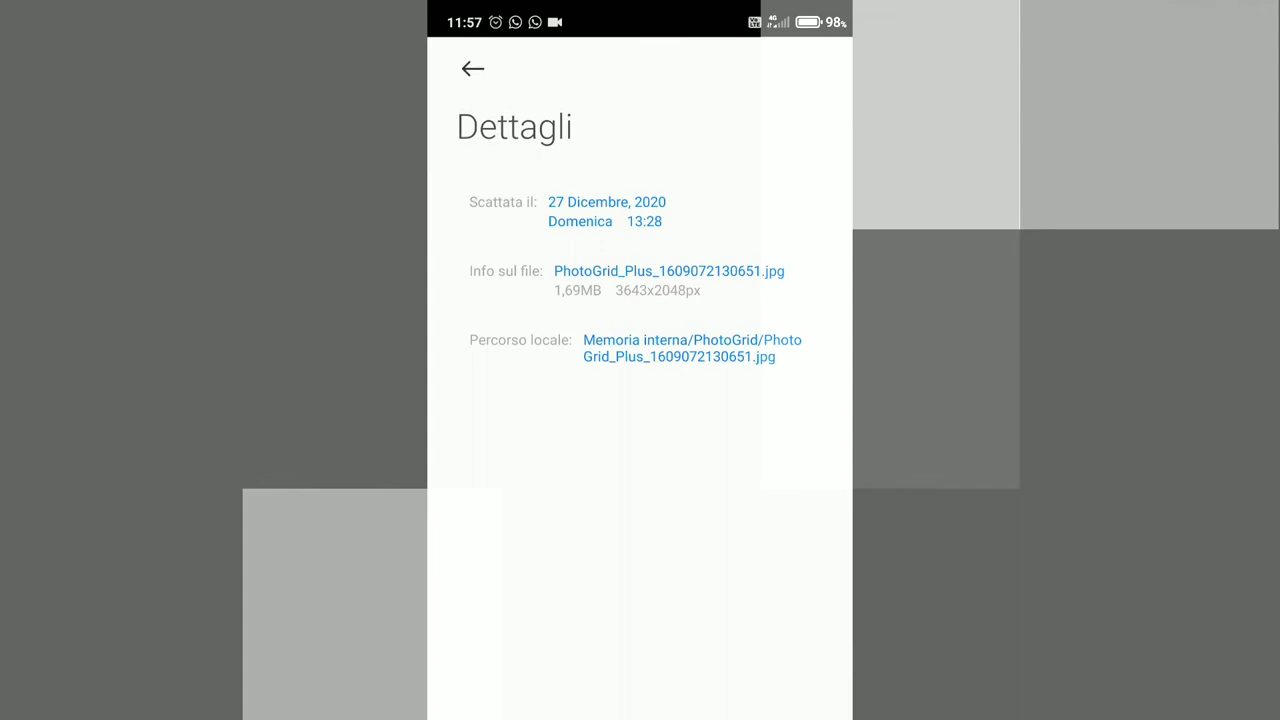 11:57 4G 98%
Dettagli
Scattata il: 27 Dicembre, 2020
Domenica 13:28
Info sul file: PhotoGrid_Plus_1609072130651.jpg
1,69MB 3643x2048px
Percorso locale: Memoria interna/PhotoGrid/Photo
Grid_Plus_1609072130651.jpg